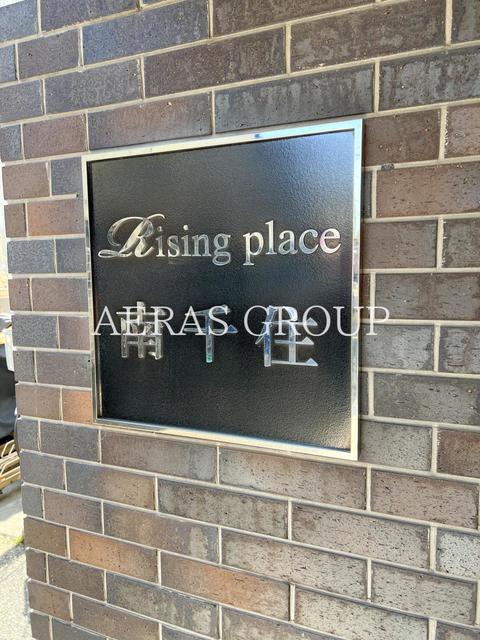 Rising place
南千住
AERAS GROUP